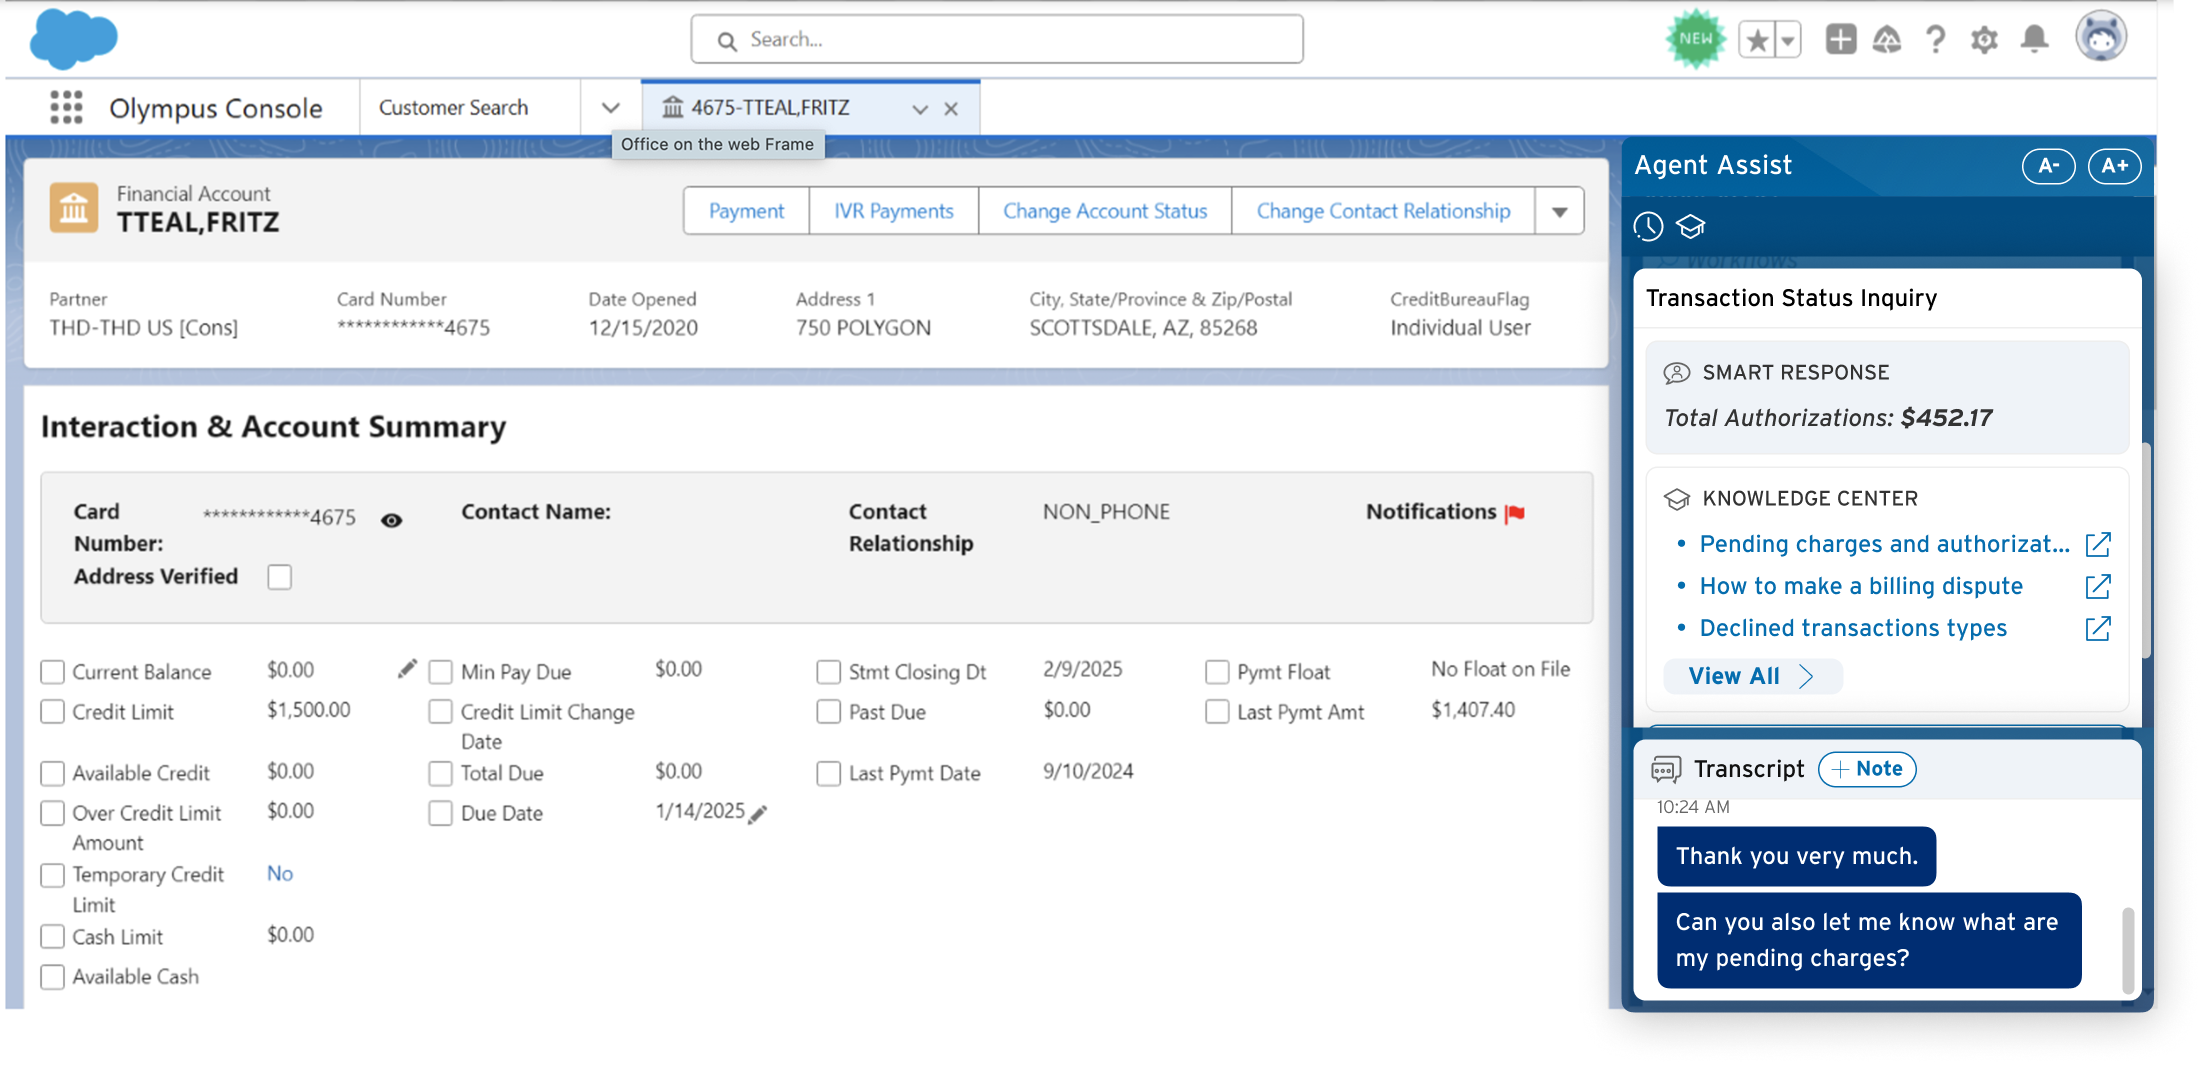 Search...
NEW
Olympus Console
Customer Search
4675-TTEAL,FRITZ
Office on the web Frame
Financial Account
TTEAL,FRITZ
Payment
IVR Payments
Change Account Status
Change Contact Relationship
Partner
THD-THD US [Cons]
Card Number
************4675
Date Opened
12/15/2020
Address 1
750 POLYGON
City, State/Province & Zip/Postal
SCOTTSDALE, AZ, 85268
CreditBureauFlag
Individual User
Interaction & Account Summary
Card
Number:
************4675
Contact Name:
Contact
Relationship
NON_PHONE
Notifications
Address Verified
Current Balance $0.00
Min Pay Due $0.00
Stmt Closing Dt 2/9/2025
Pymt Float No Float on File
Credit Limit $1,500.00
Credit Limit Change
Date
Past Due $0.00
Last Pymt Amt $1,407.40
Available Credit $0.00
Total Due $0.00
Last Pymt Date 9/10/2024
Over Credit Limit
Amount
$0.00
Due Date 1/14/2025
Temporary Credit
Limit
No
Cash Limit $0.00
Available Cash
Agent Assist
A-
A+
Workflows
Transaction Status Inquiry
SMART RESPONSE
Total Authorizations: $452.17
KNOWLEDGE CENTER
• Pending charges and authorizat...
• How to make a billing dispute
• Declined transactions types
View All
Transcript
+ Note
10:24 AM
Thank you very much.
Can you also let me know what are
my pending charges?